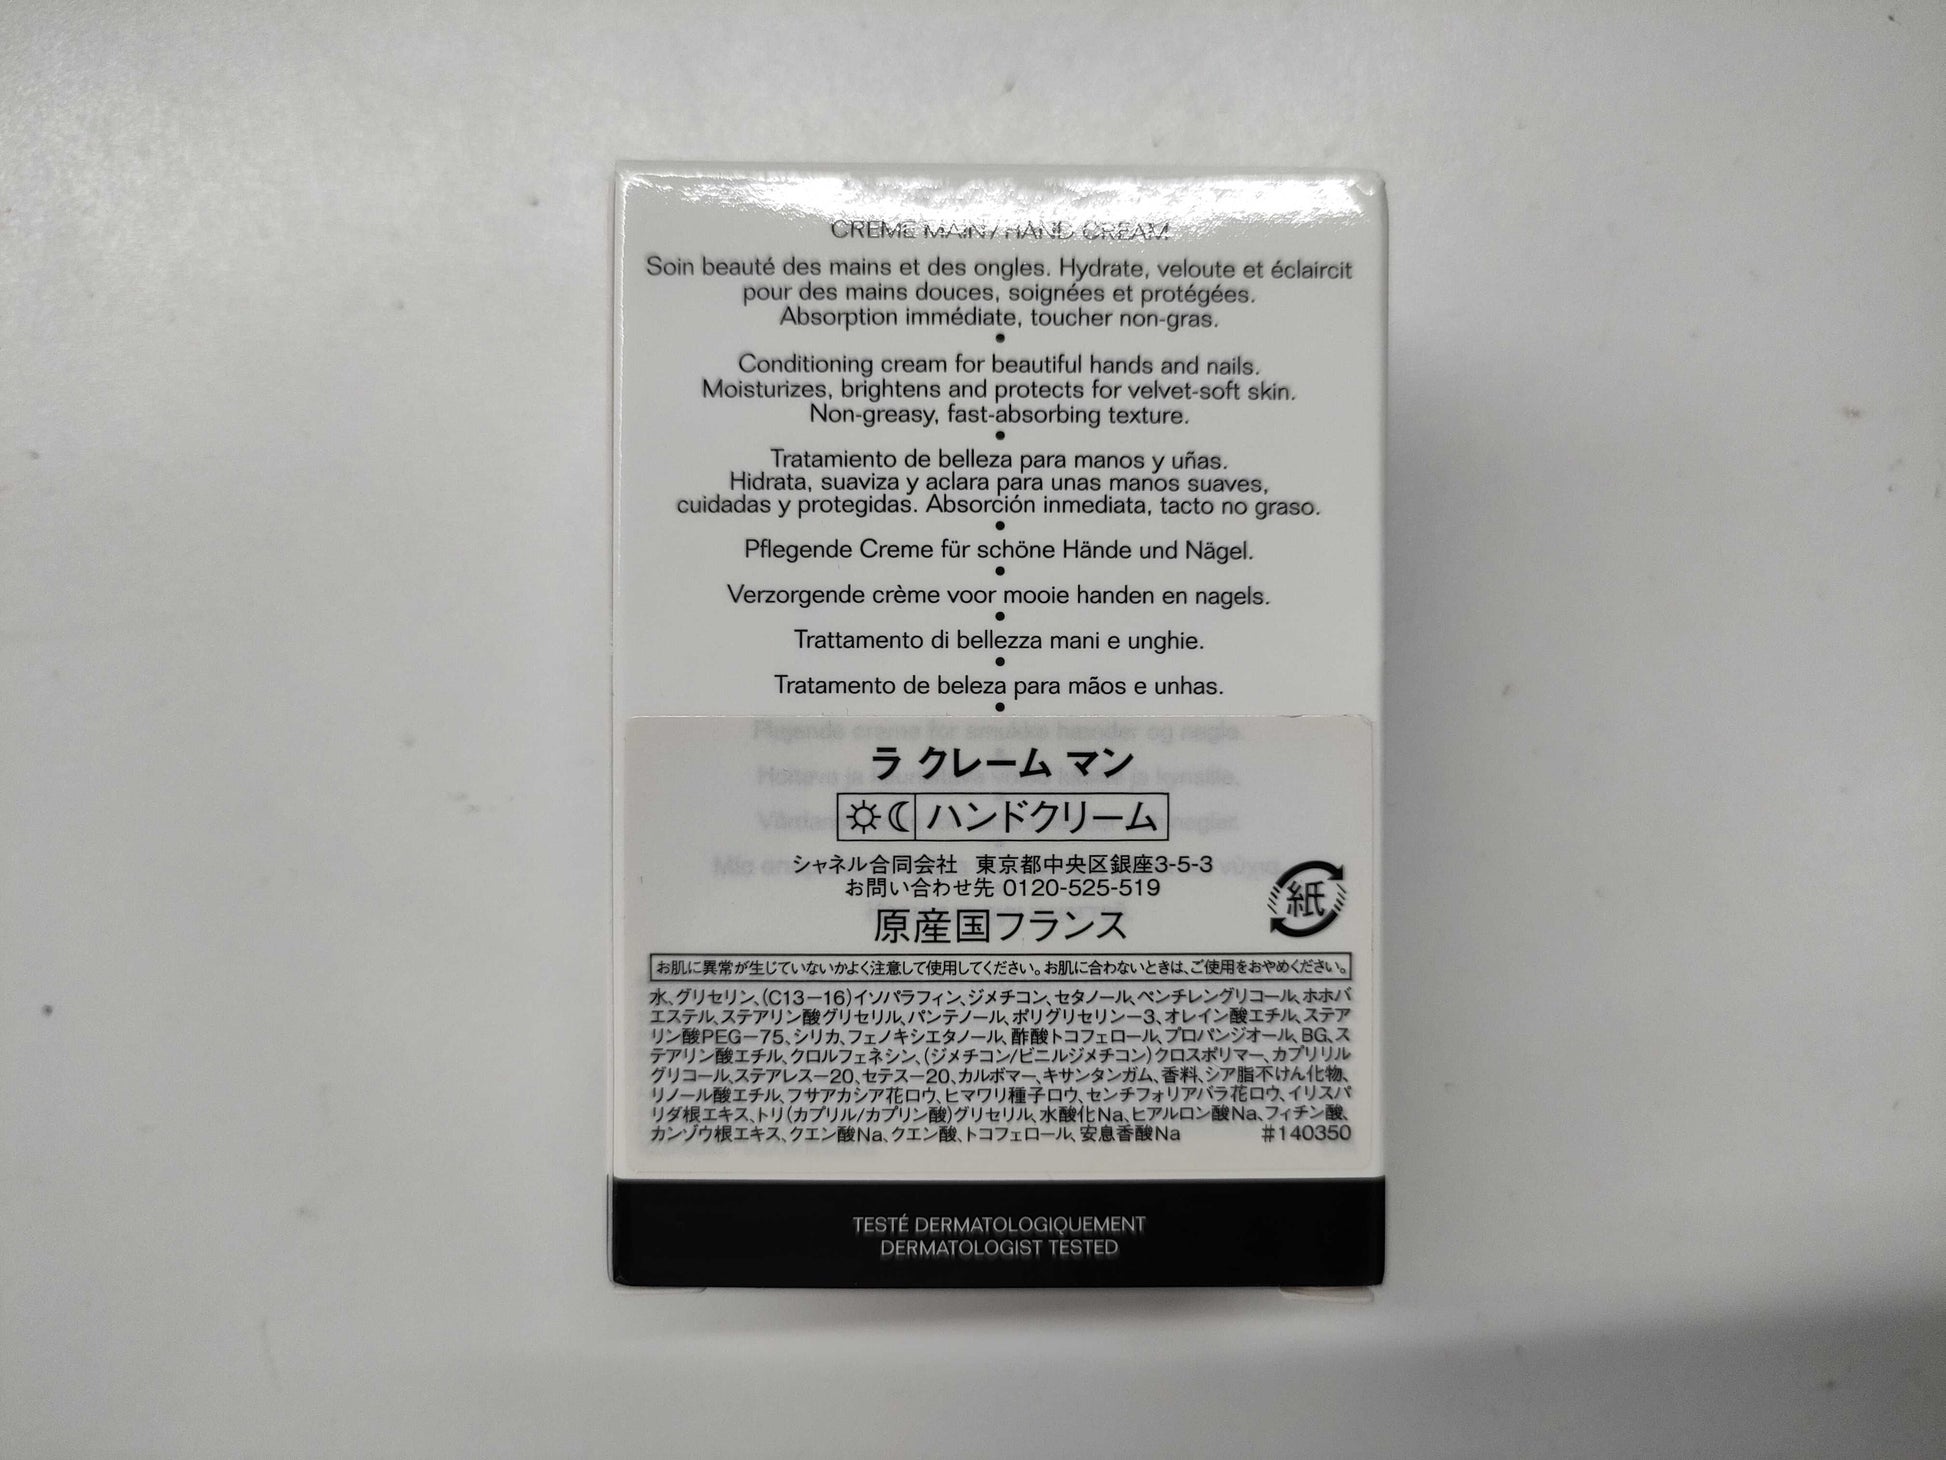 CREME MAIN / HAND CREAM
Soin beauté des mains et des ongles. Hydrate, veloute et éclaircit
pour des mains douces, soignées et protégées.
Absorption immédiate, toucher non-gras.
•
Conditioning cream for beautiful hands and nails.
Moisturizes, brightens and protects for velvet-soft skin.
Non-greasy, fast-absorbing texture.
•
Tratamiento de belleza para manos y uñas.
Hidrata, suaviza y aclara para unas manos suaves,
cuidadas y protegidas. Absorción inmediata, tacto no graso.
•
Pflegende Creme für schöne Hände und Nägel.
•
Verzorgende crème voor mooie handen en nagels.
•
Trattamento di bellezza mani e unghie.
•
Tratamento de beleza para mãos e unhas.
•
ラ クレーム マン
ハンドクリーム
シャネル合同会社 東京都中央区銀座3-5-3
お問い合わせ先 0120-525-519
紙
原産国フランス
お肌に異常が生じていないかよく注意して使用してください。お肌に合わないときは、ご使用をおやめください。
水、グリセリン、(C13－16)イソパラフィン、ジメチコン、セタノール、ペンチレングリコール、ホホバ
エステル、ステアリン酸グリセリル、パンテノール、ポリグリセリン－3、オレイン酸エチル、ステア
リン酸PEG－75、シリカ、フェノキシエタノール、酢酸トコフェロール、プロパンジオール、BG、ス
テアリン酸エチル、クロルフェネシン、(ジメチコン/ビニルジメチコン)クロスポリマー、カプリリル
グリコール、ステアレス－20、セテス－20、カルボマー、キサンタンガム、香料、シア脂不けん化物、
リノール酸エチル、フサアカシア花ロウ、ヒマワリ種子ロウ、センチフォリアバラ花ロウ、イリスパ
リダ根エキス、トリ(カプリル/カプリン酸)グリセリル、水酸化Na、ヒアルロン酸Na、フィチン酸、
カンゾウ根エキス、クエン酸Na、クエン酸、トコフェロール、安息香酸Na #140350
TESTÉ DERMATOLOGIQUEMENT
DERMATOLOGIST TESTED